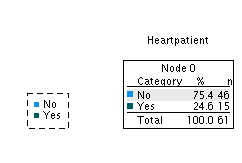 Heartpatient
Node 0
Category % n
No 75.4 46
Yes 24.6 15
Total 100.0 61
No
Yes